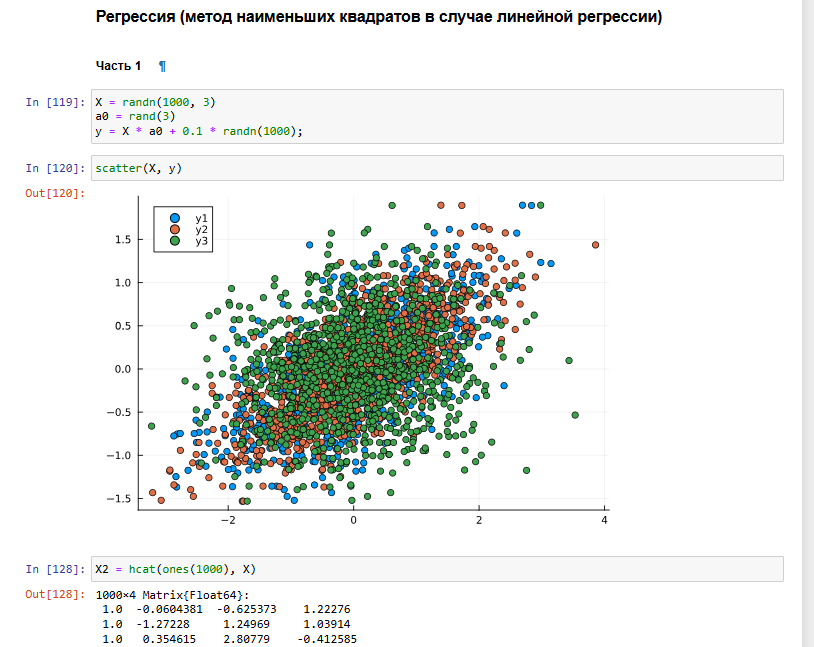 Регрессия (метод наименьших квадратов в случае линейной регрессии)
Часть 1 ¶
In [119]: X = randn(1000, 3)
a0 = rand(3)
y = X * a0 + 0.1 * randn(1000);
In [120]: scatter(X, y)
Out[120]:
y1
y2
y3
1.5
1.0
0.5
0.0
−0.5
−1.0
−1.5
−2 0 2 4
In [128]: X2 = hcat(ones(1000), X)
Out[128]: 1000×4 Matrix{Float64}:
1.0 -0.0604381 -0.625373 1.22276
1.0 -1.27228 1.24969 1.03914
1.0 0.354615 2.80779 -0.412585